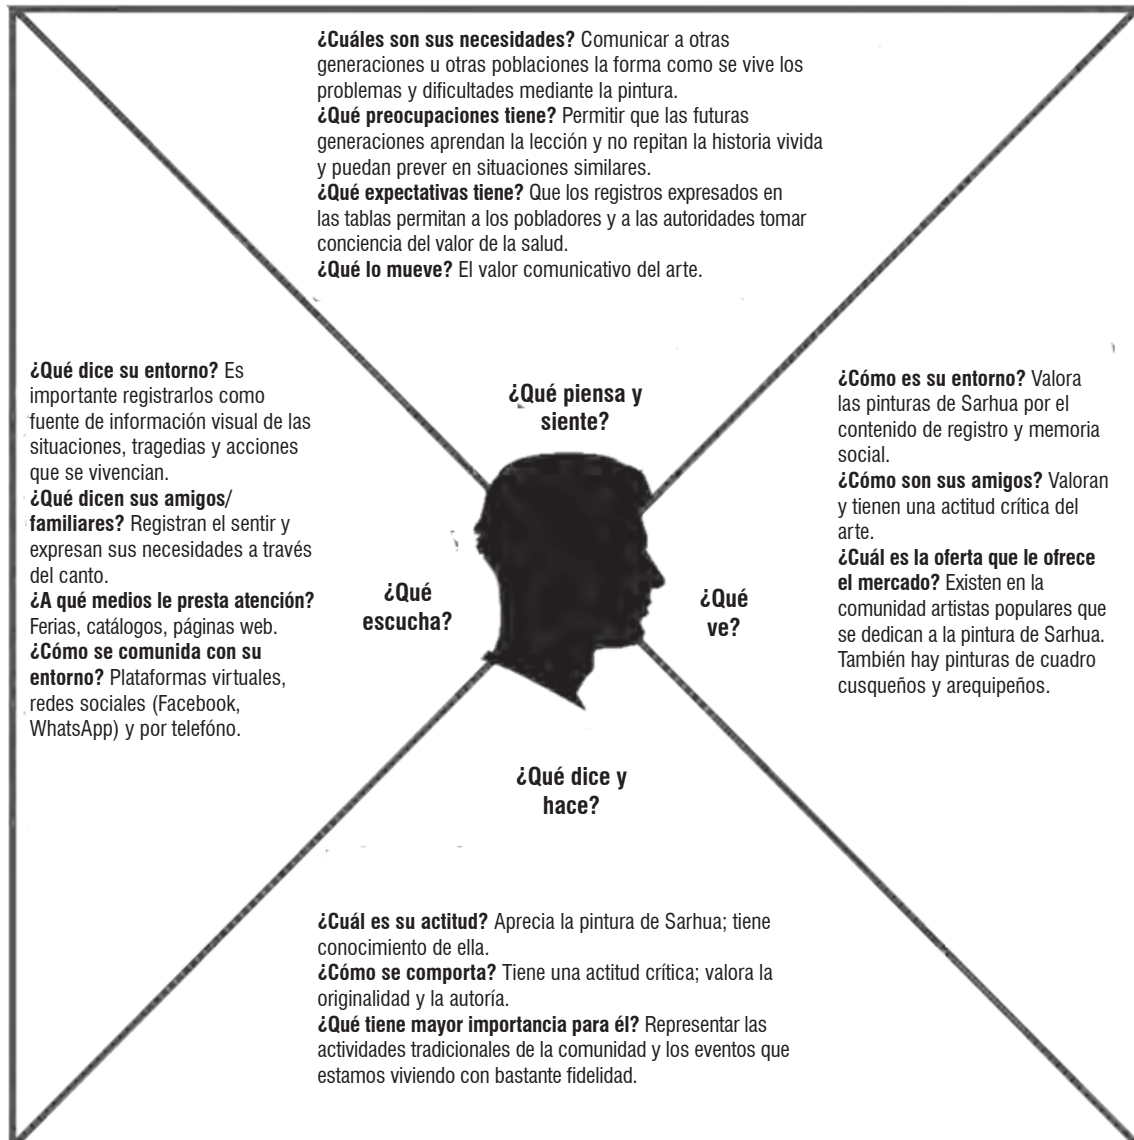 ¿Cuáles son sus necesidades? Comunicar a otras
generaciones u otras poblaciones la forma como se vive los
problemas y dificultades mediante la pintura.
¿Qué preocupaciones tiene? Permitir que las futuras
generaciones aprendan la lección y no repitan la historia vivida
y puedan prever en situaciones similares.
¿Qué expectativas tiene? Que los registros expresados en
las tablas permitan a los pobladores y a las autoridades tomar
conciencia del valor de la salud.
¿Qué lo mueve? El valor comunicativo del arte.
¿Qué piensa y
siente?
¿Qué dice su entorno? Es
importante registrarlos como
fuente de información visual de las
situaciones, tragedias y acciones
que se vivencian.
¿Qué dicen sus amigos/
familiares? Registran el sentir y
expresan sus necesidades a través
del canto.
¿A qué medios le presta atención?
Ferias, catálogos, páginas web.
¿Cómo se comunida con su
entorno? Plataformas virtuales,
redes sociales (Facebook,
WhatsApp) y por telefóno.
¿Qué
escucha?
¿Qué
ve?
¿Cómo es su entorno? Valora
las pinturas de Sarhua por el
contenido de registro y memoria
social.
¿Cómo son sus amigos? Valoran
y tienen una actitud crítica del
arte.
¿Cuál es la oferta que le ofrece
el mercado? Existen en la
comunidad artistas populares que
se dedican a la pintura de Sarhua.
También hay pinturas de cuadro
cusqueños y arequipeños.
¿Qué dice y
hace?
¿Cuál es su actitud? Aprecia la pintura de Sarhua; tiene
conocimiento de ella.
¿Cómo se comporta? Tiene una actitud crítica; valora la
originalidad y la autoría.
¿Qué tiene mayor importancia para él? Representar las
actividades tradicionales de la comunidad y los eventos que
estamos viviendo con bastante fidelidad.